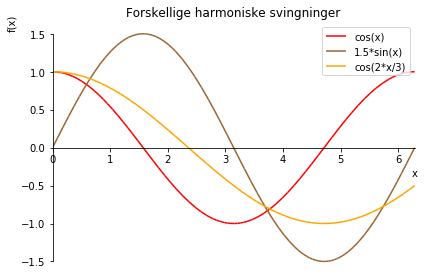 Forskellige harmoniske svingninger
f(x)
cos(x)
1.5*sin(x)
cos(2*x/3)
1.5
1.0
0.5
0.0
-0.5
-1.0
-1.5
0 1 2 3 4 5 6
x